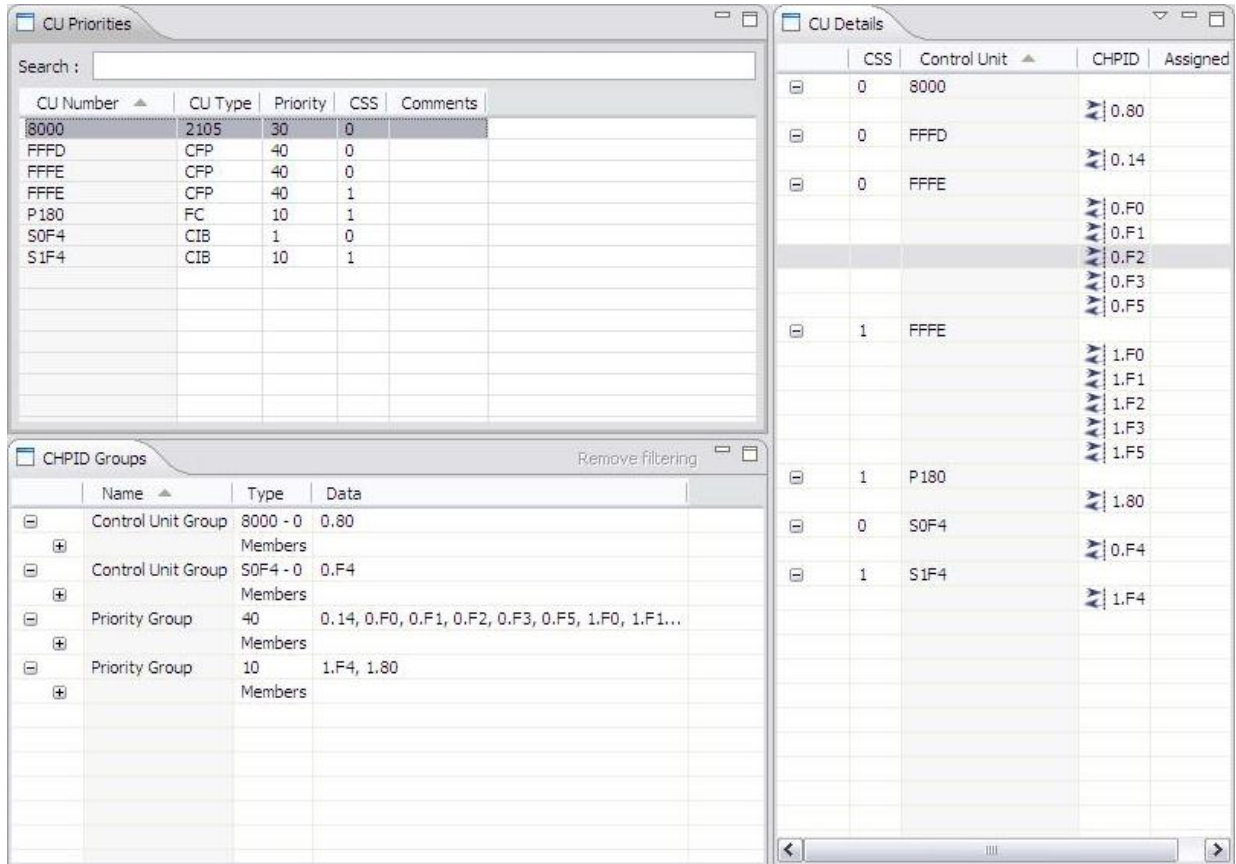 CU Priorities
Search :
CU Number CU Type Priority CSS Comments
8000 2105 30 0
FFFD CFP 40 0
FFFE CFP 40 0
FFFE CFP 40 1
P180 FC 10 1
S0F4 CIB 1 0
S1F4 CIB 10 1
CHPID Groups Remove filtering
Name Type Data
Control Unit Group 8000 - 0 0.80
Members
Control Unit Group S0F4 - 0 0.F4
Members
Priority Group 40 0.14, 0.F0, 0.F1, 0.F2, 0.F3, 0.F5, 1.F0, 1.F1...
Members
Priority Group 10 1.F4, 1.80
Members
CU Details
CSS Control Unit CHPID Assigned
0 8000
0.80
0 FFFD
0.14
0 FFFE
0.F0
0.F1
0.F2
0.F3
0.F5
1 FFFE
1.F0
1.F1
1.F2
1.F3
1.F5
1 P180
1.80
0 S0F4
0.F4
1 S1F4
1.F4